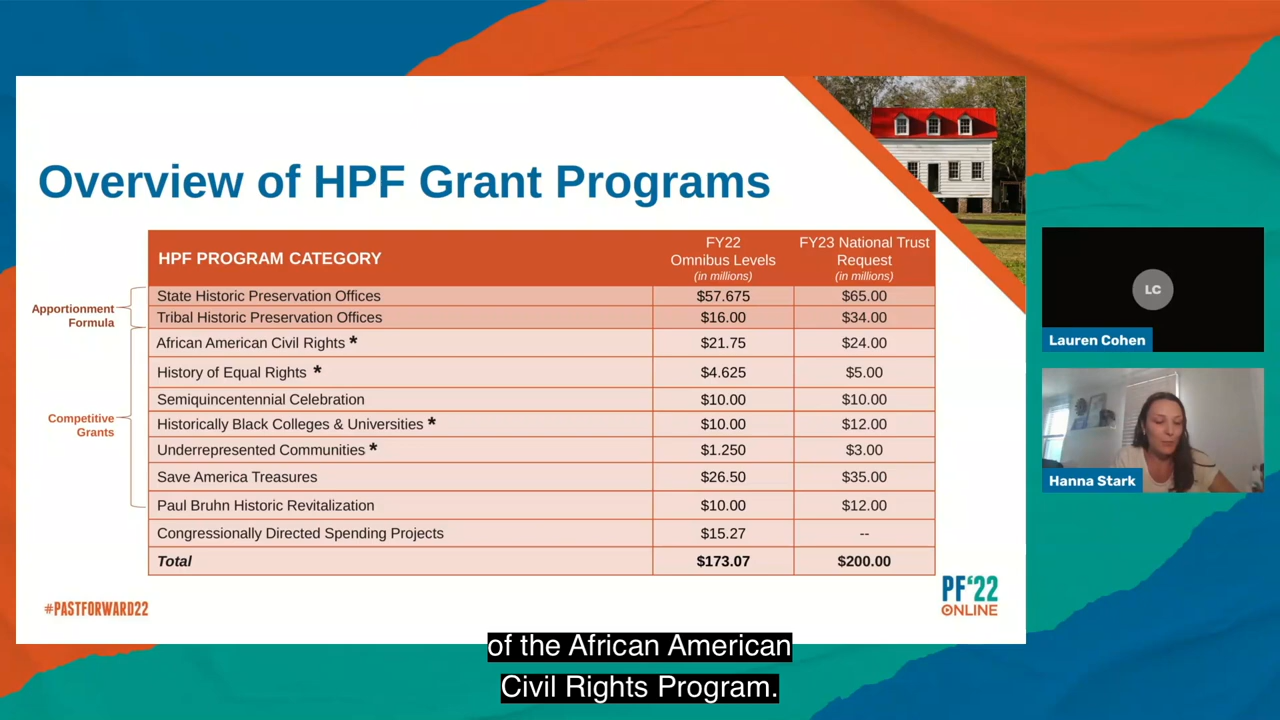 Overview of HPF Grant Programs
HPF PROGRAM CATEGORY
FY22
Omnibus Levels
(in millions)
FY23 National Trust
Request
(in millions)
Apportionment
Formula
State Historic Preservation Offices $57.675 $65.00
Tribal Historic Preservation Offices $16.00 $34.00
Competitive
Grants
African American Civil Rights * $21.75 $24.00
History of Equal Rights * $4.625 $5.00
Semiquincentennial Celebration $10.00 $10.00
Historically Black Colleges & Universities * $10.00 $12.00
Underrepresented Communities * $1.250 $3.00
Save America Treasures $26.50 $35.00
Paul Bruhn Historic Revitalization $10.00 $12.00
Congressionally Directed Spending Projects $15.27 --
Total $173.07 $200.00
#PASTFORWARD22
PF'22
ONLINE
LC
Lauren Cohen
Hanna Stark
of the African American
Civil Rights Program.